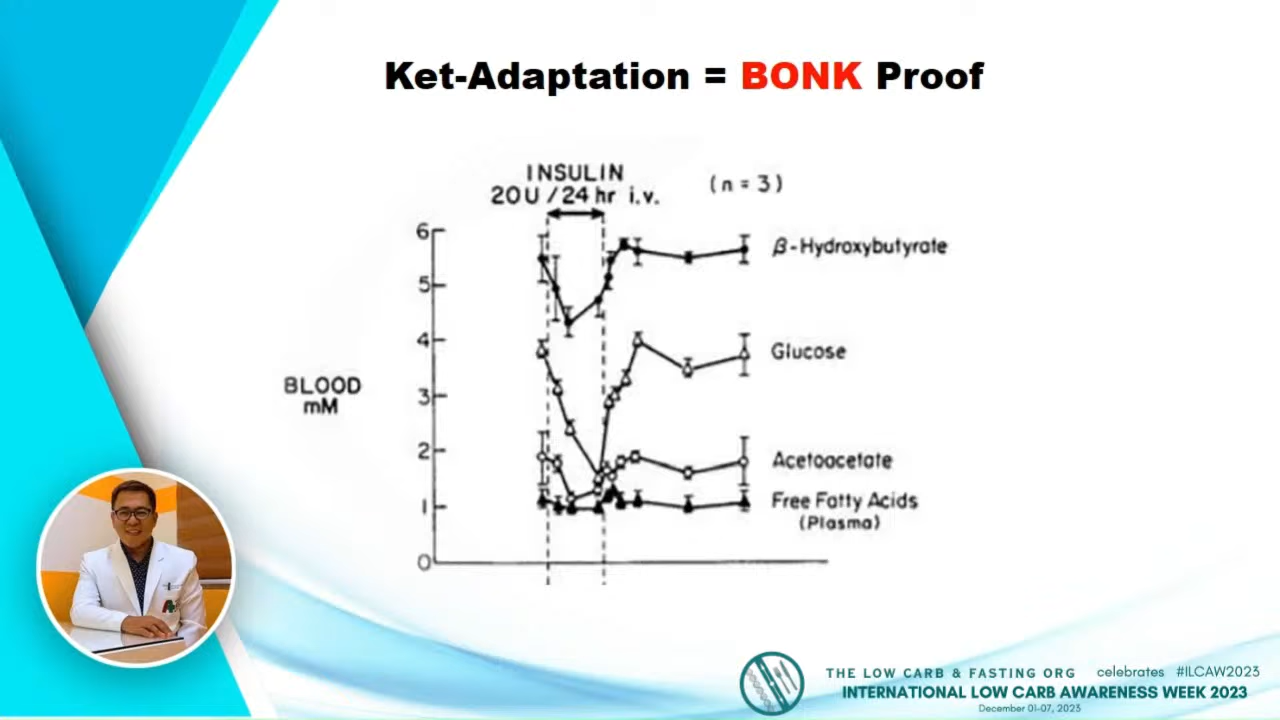 Ket-Adaptation = BONK Proof
INSULIN
20U/24 hr i.v.
(n = 3)
6
5
4
3
2
1
0
BLOOD
mM
β-Hydroxybutyrate
Glucose
Acetoacetate
Free Fatty Acids
(Plasma)
THE LOW CARB & FASTING ORG celebrates #ILCAW2023
INTERNATIONAL LOW CARB AWARENESS WEEK 2023
December 01-07, 2023